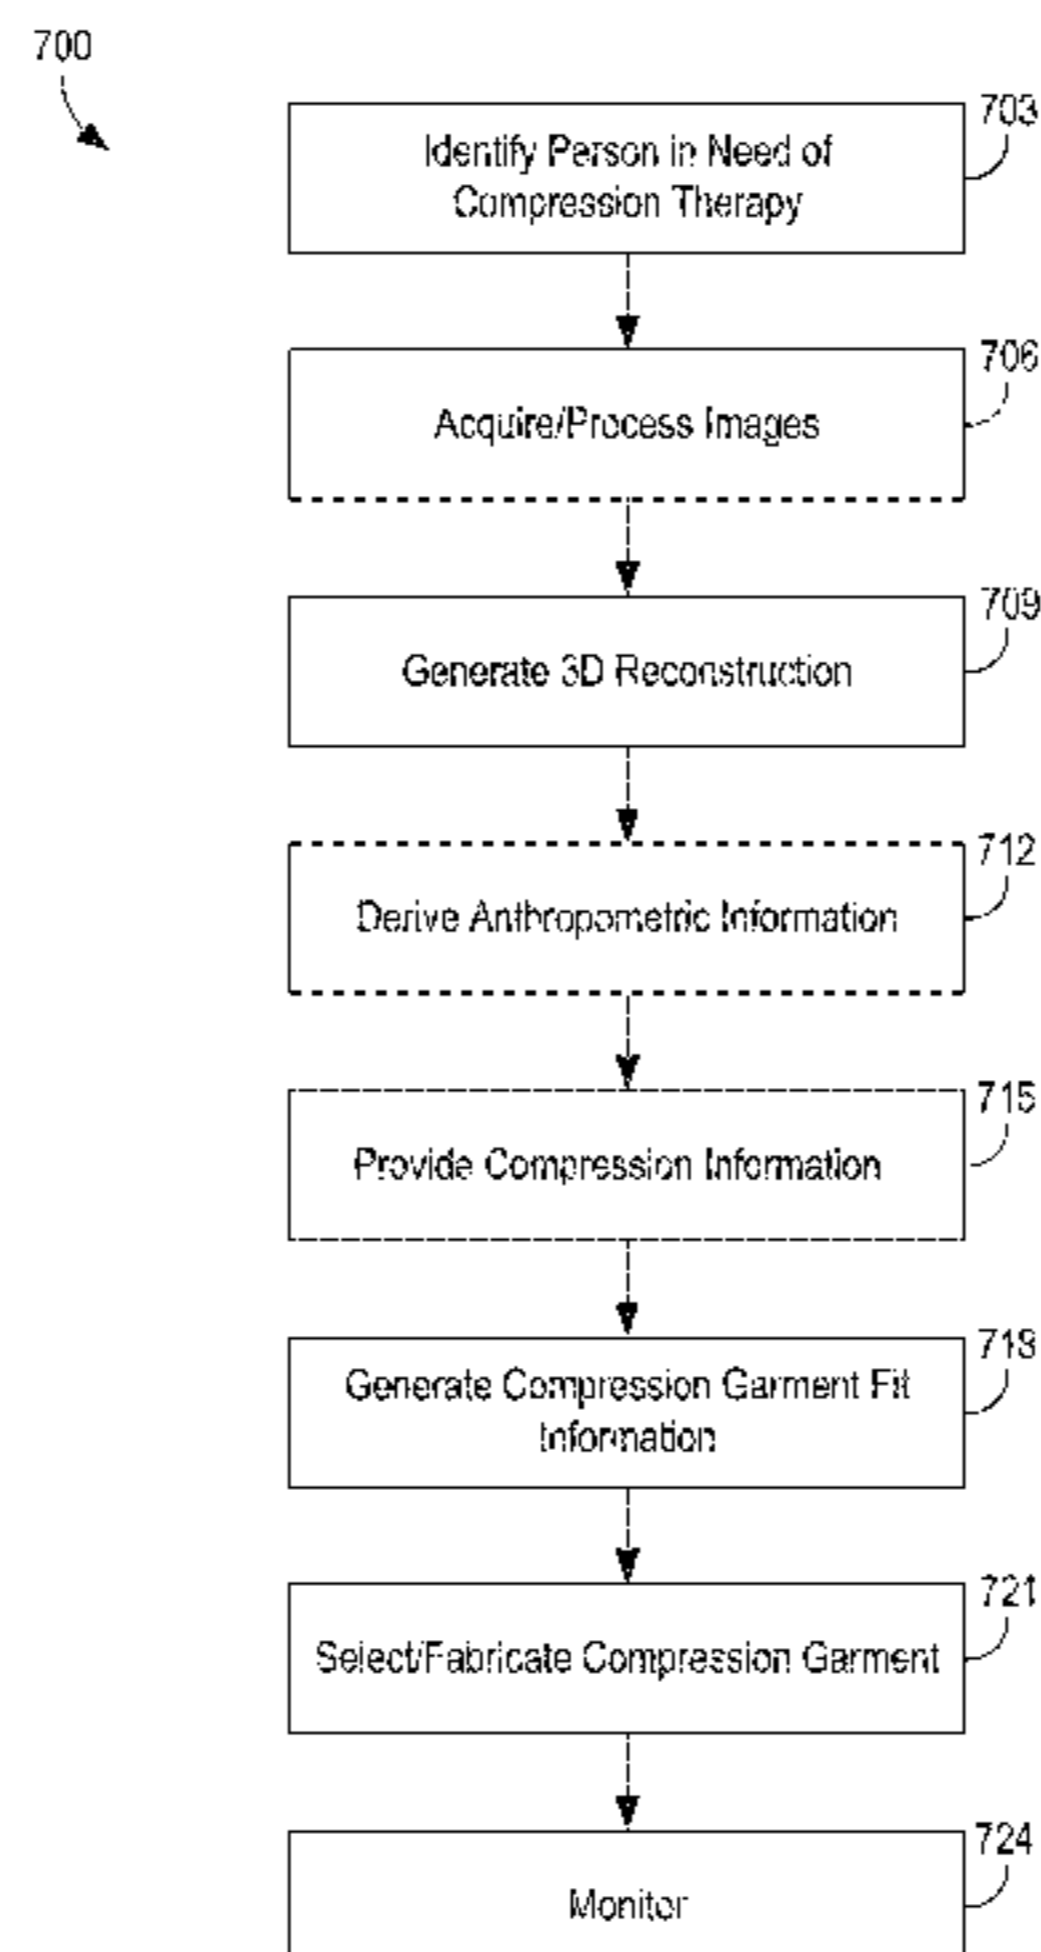 700
703
Identify Person in Need of
Compression Therapy
706
Acquire/Process Images
709
Generate 3D Reconstruction
712
Derive Anthropometric Information
715
Provide Compression Information
718
Generate Compression Garment Fit
Information
721
Select/Fabricate Compression Garment
724
Monitor